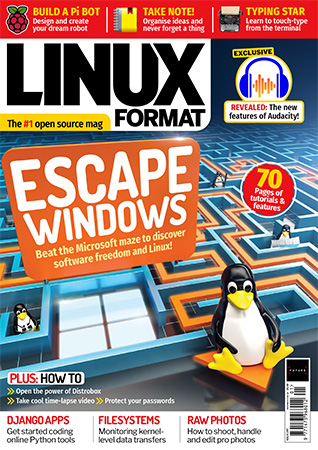 BUILD A Pi BOT
Design and create
your dream robot
TAKE NOTE!
Organise ideas and
never forget a thing
TYPING STAR
Learn to touch-type
from the terminal
LINUX
FORMAT
The #1 open source mag
EXCLUSIVE
REVEALED: The new
features of Audacity!
ESCAPE
WINDOWS
Beat the Microsoft maze to discover
software freedom and Linux!
70
Pages of
tutorials &
features
PLUS: HOW TO
Open the power of Distrobox
Take cool time-lapse video
Protect your passwords
FUTURE
DJANGO APPS
Get started coding
online Python tools
FILESYSTEMS
Monitoring kernel-
level data transfers
RAW PHOTOS
How to shoot, handle
and edit pro photos